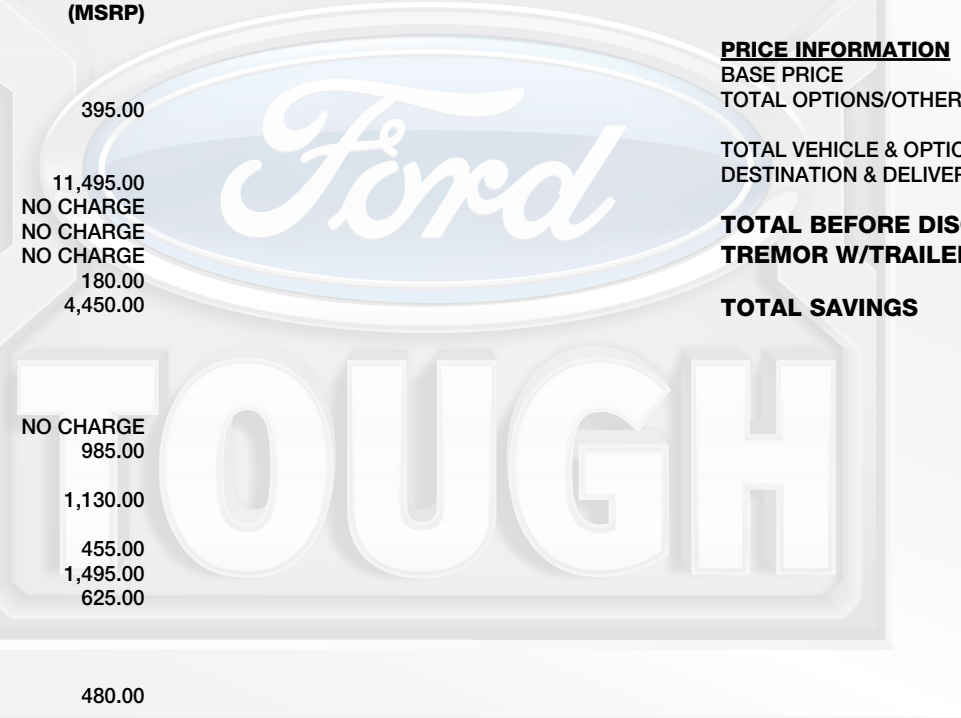 (MSRP)
395.00
11,495.00
NO CHARGE
NO CHARGE
NO CHARGE
180.00
4,450.00
NO CHARGE
985.00
1,130.00
455.00
1,495.00
625.00
480.00
PRICE INFORMATION
BASE PRICE
TOTAL OPTIONS/OTHER
TOTAL VEHICLE & OPTIO
DESTINATION & DELIVER
TOTAL BEFORE DIS
TREMOR W/TRAILE
TOTAL SAVINGS
Ford
TOUGH